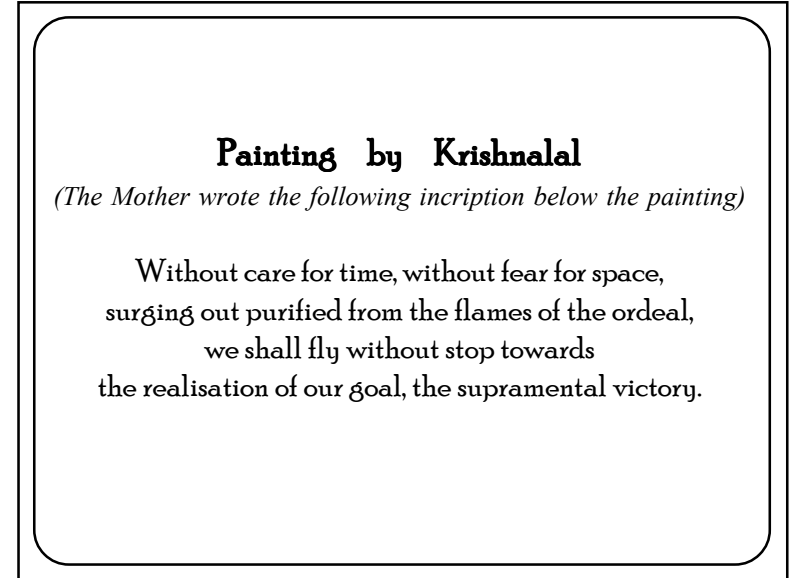 Painting by Krishnalal
(The Mother wrote the following incription below the painting)
Without care for time, without fear for space,
surging out purified from the flames of the ordeal,
we shall fly without stop towards
the realisation of our goal, the supramental victory.